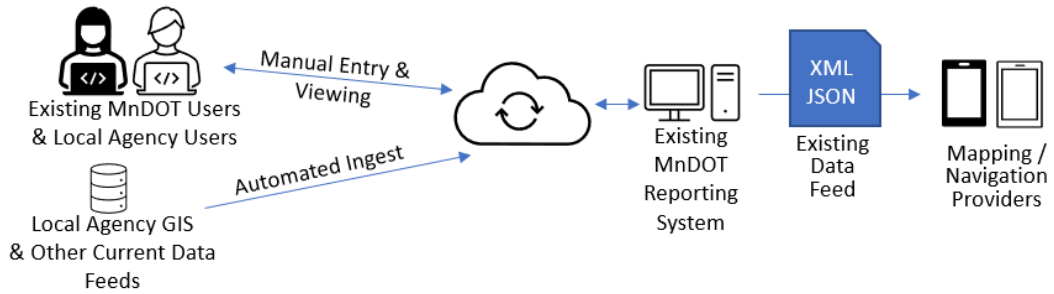 </>
</>
Existing MnDOT Users
& Local Agency Users
Manual Entry &
Viewing
Automated Ingest
Local Agency GIS
& Other Current Data
Feeds
Existing
MnDOT
Reporting
System
XML
JSON
Existing
Data
Feed
Mapping /
Navigation
Providers